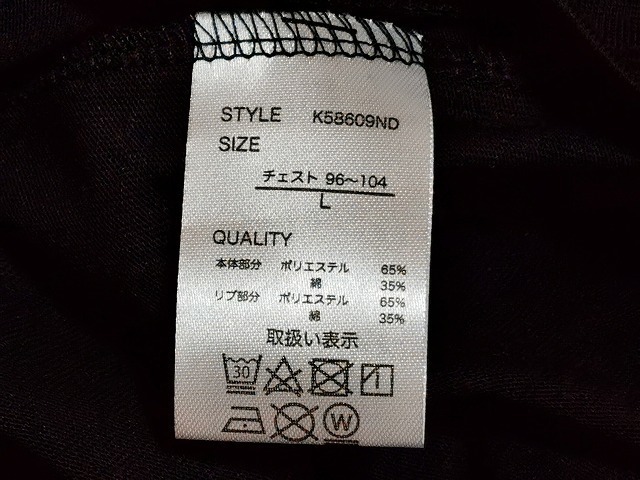 STYLE K58609ND
SIZE
チェスト 96〜104
L
QUALITY
本体部分 ポリエステル 65%
綿 35%
リブ部分 ポリエステル 65%
綿 35%
取扱い表示
30
W